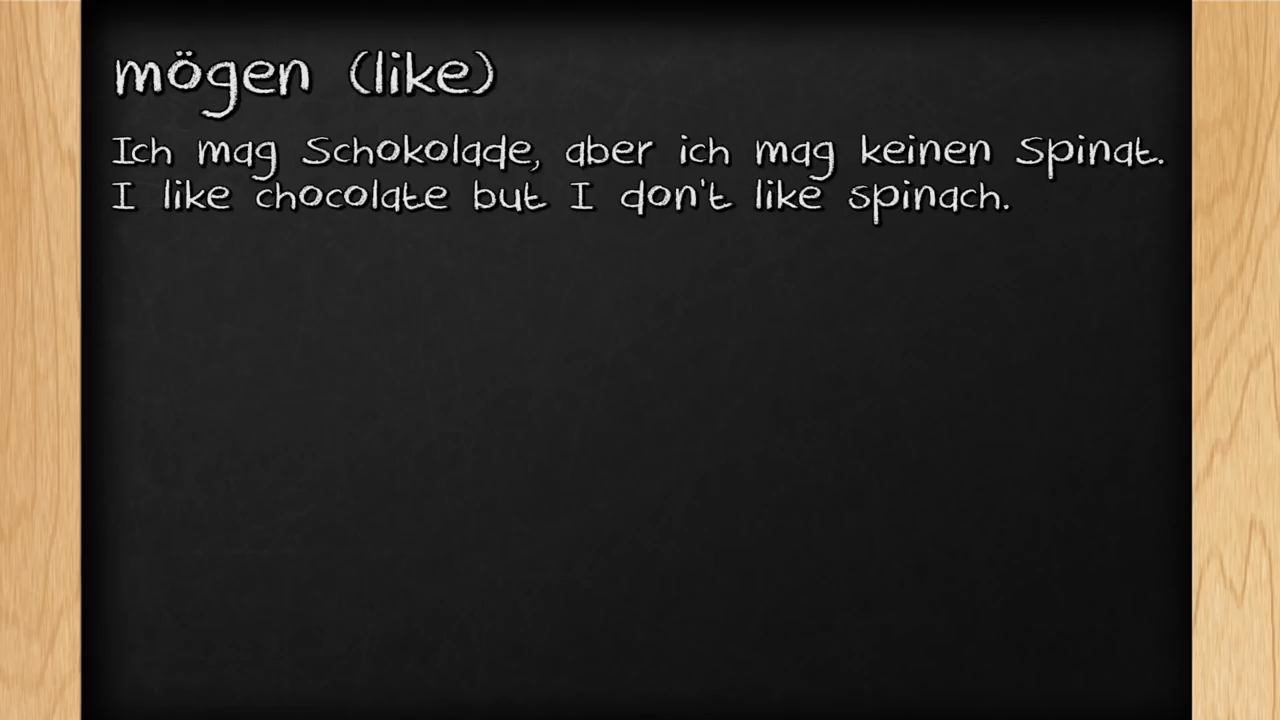 mögen (like)
Ich mag Schokolade, aber ich mag keinen Spinat.
I like chocolate but I don't like spinach.